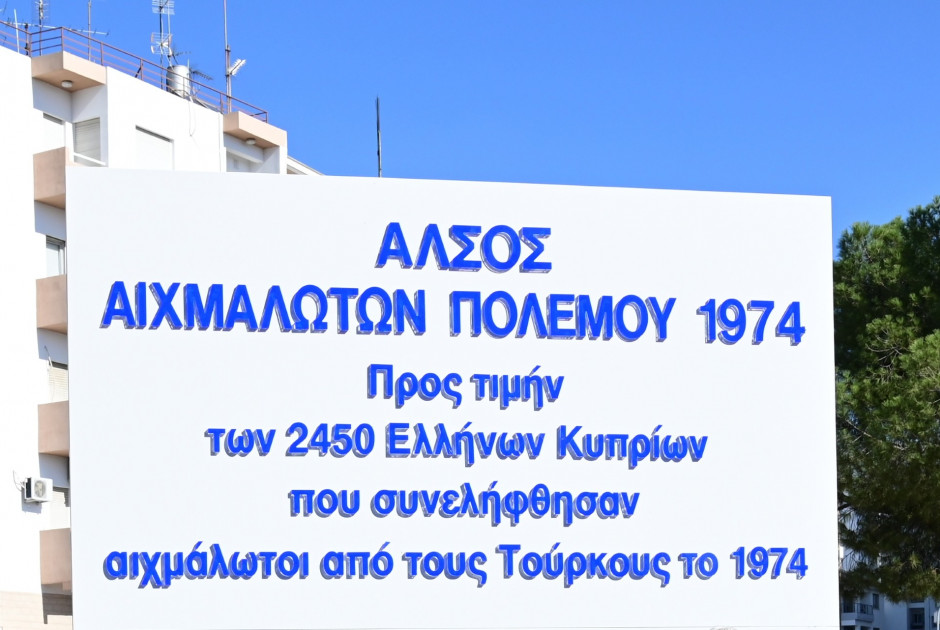 ΑΛΣΟΣ
ΑΙΧΜΑΛΩΤΩΝ ΠΟΛΕΜΟΥ 1974
Προς τιμήν
των 2450 Ελλήνων Κυπρίων
που συνελήφθησαν
αιχμάλωτοι από τους Τούρκους το 1974